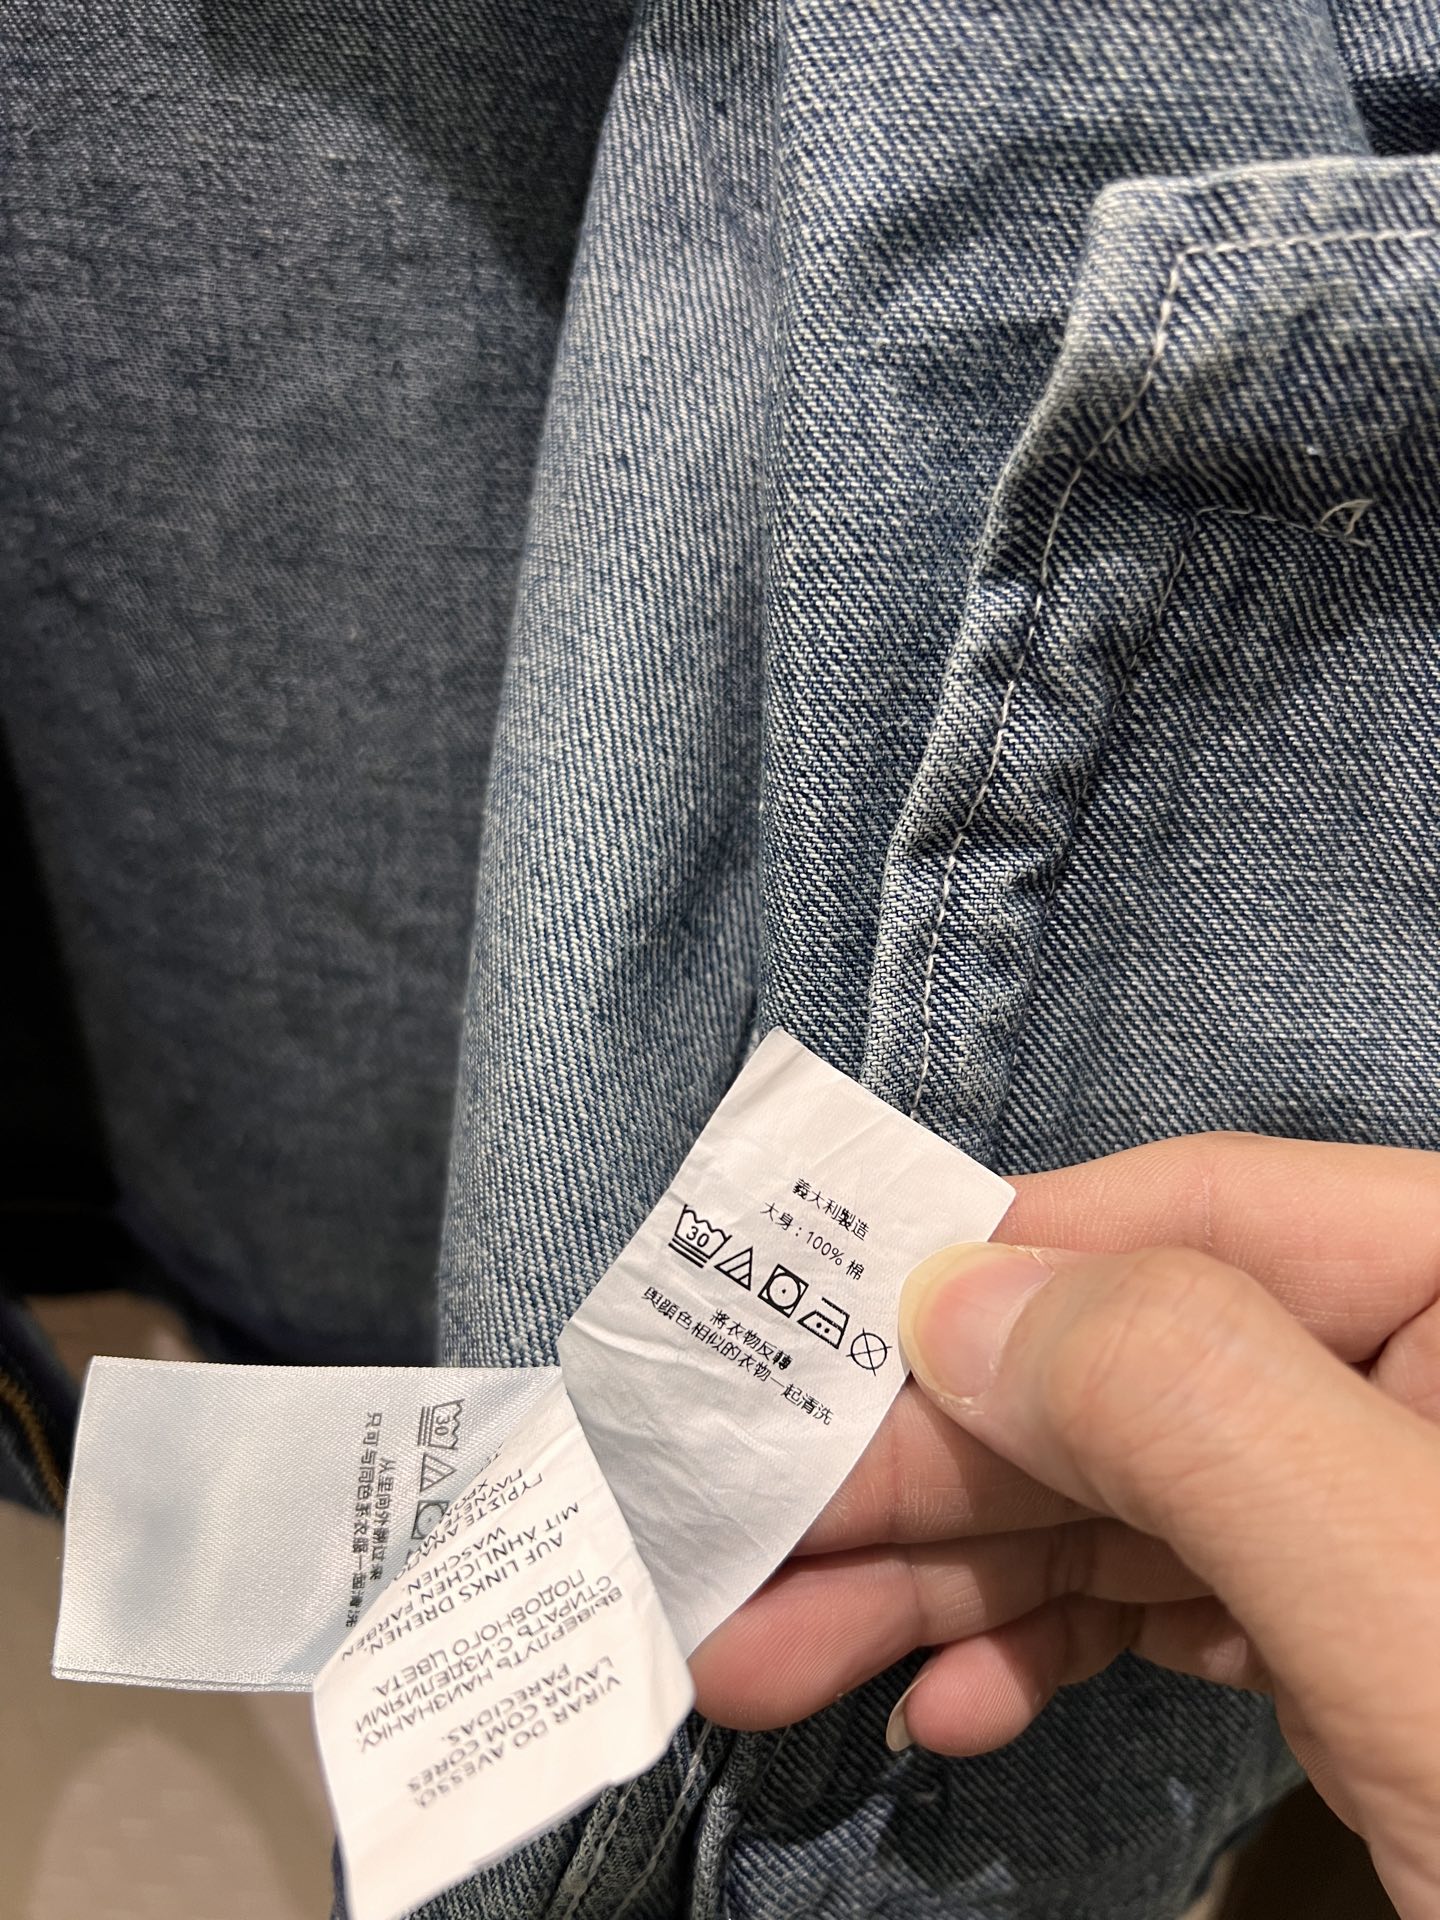 義大利製造
大身：100% 棉
30
將衣物反轉
與顏色相似的衣物一起清洗
30
从里向外翻过来
只可与同色系衣服一起清洗
VIRAR DO AVESSO.
LAVAR COM CORES
PARECIDAS.
ВЫВЕРНУТЬ НАИЗНАНКУ.
СТИРАТЬ С ИЗДЕЛИЯМИ
ПОДОБНОГО ЦВЕТА.
AUF LINKS DREHEN.
MIT ÄHNLICHEN FARBEN
WASCHEN.